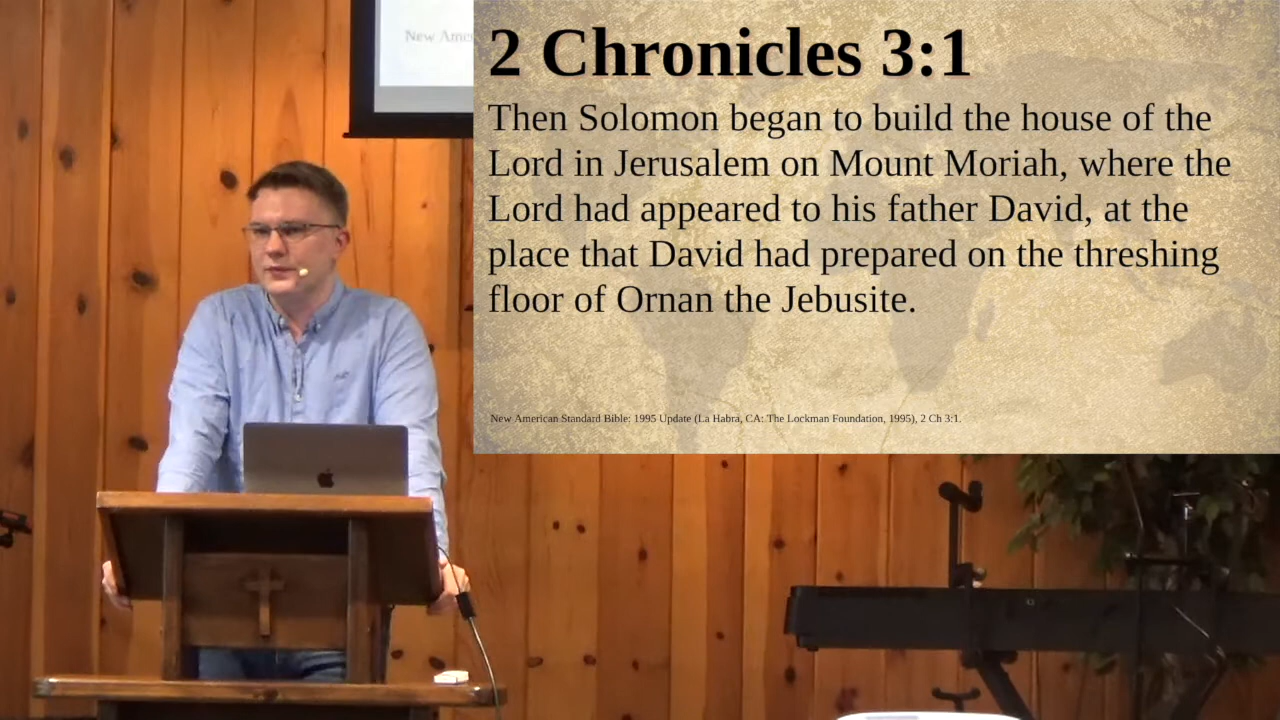 New
2 Chronicles 3:1
Then Solomon began to build the house of the
Lord in Jerusalem on Mount Moriah, where the
Lord had appeared to his father David, at the
place that David had prepared on the threshing
floor of Ornan the Jebusite.
New American Standard Bible: 1995 Update (La Habra, CA: The Lockman Foundation, 1995), 2 Ch 3:1.